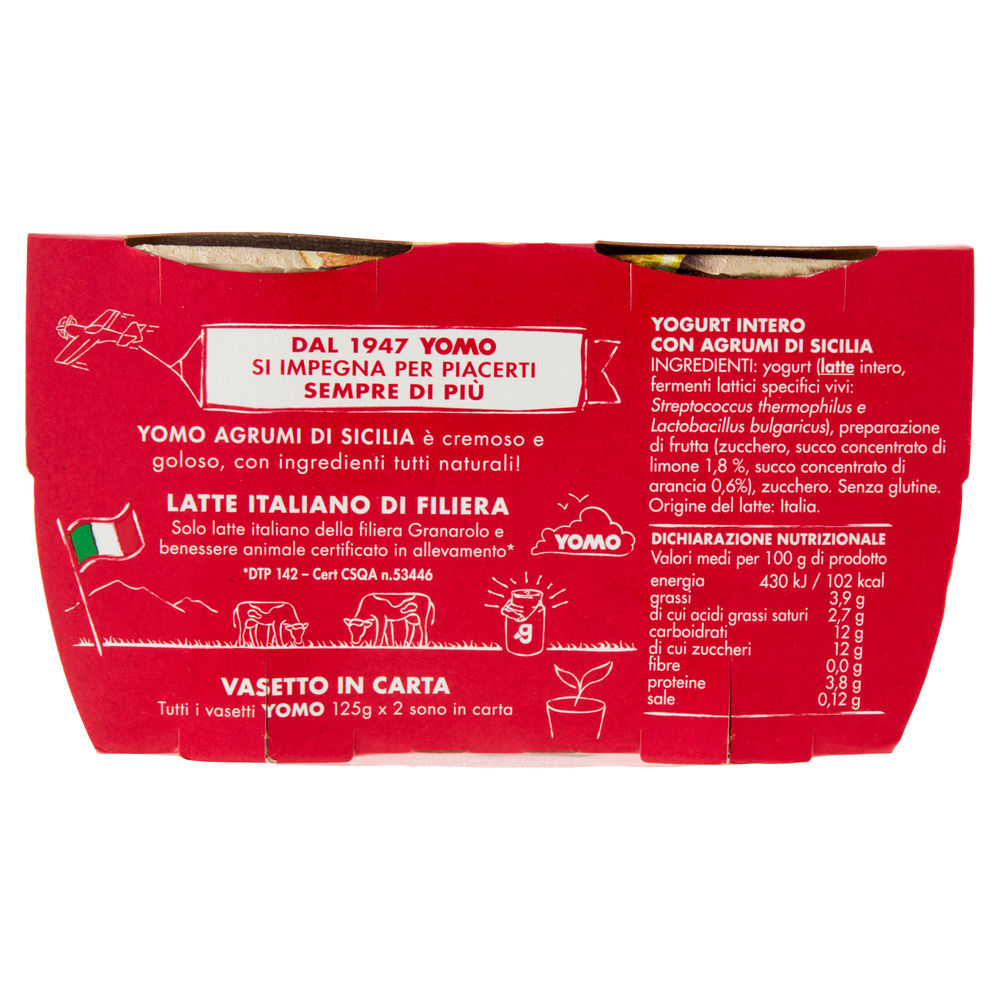 DAL 1947 YOMO
SI IMPEGNA PER PIACERTI
SEMPRE DI PIÙ
YOMO AGRUMI DI SICILIA è cremoso e
goloso, con ingredienti tutti naturali!
LATTE ITALIANO DI FILIERA
Solo latte italiano della filiera Granarolo e
benessere animale certificato in allevamento*
*DTP 142 – Cert CSQA n.53446
YOMO
g
VASETTO IN CARTA
Tutti i vasetti YOMO 125g x 2 sono in carta
YOGURT INTERO
CON AGRUMI DI SICILIA
INGREDIENTI: yogurt (latte intero,
fermenti lattici specifici vivi:
Streptococcus thermophilus e
Lactobacillus bulgaricus), preparazione
di frutta (zucchero, succo concentrato di
limone 1,8 %, succo concentrato di
arancia 0,6%), zucchero. Senza glutine.
Origine del latte: Italia.
DICHIARAZIONE NUTRIZIONALE
Valori medi per 100 g di prodotto
energia 430 kJ / 102 kcal
grassi 3,9 g
di cui acidi grassi saturi 2,7 g
carboidrati 12 g
di cui zuccheri 12 g
fibre 0,0 g
proteine 3,8 g
sale 0,12 g